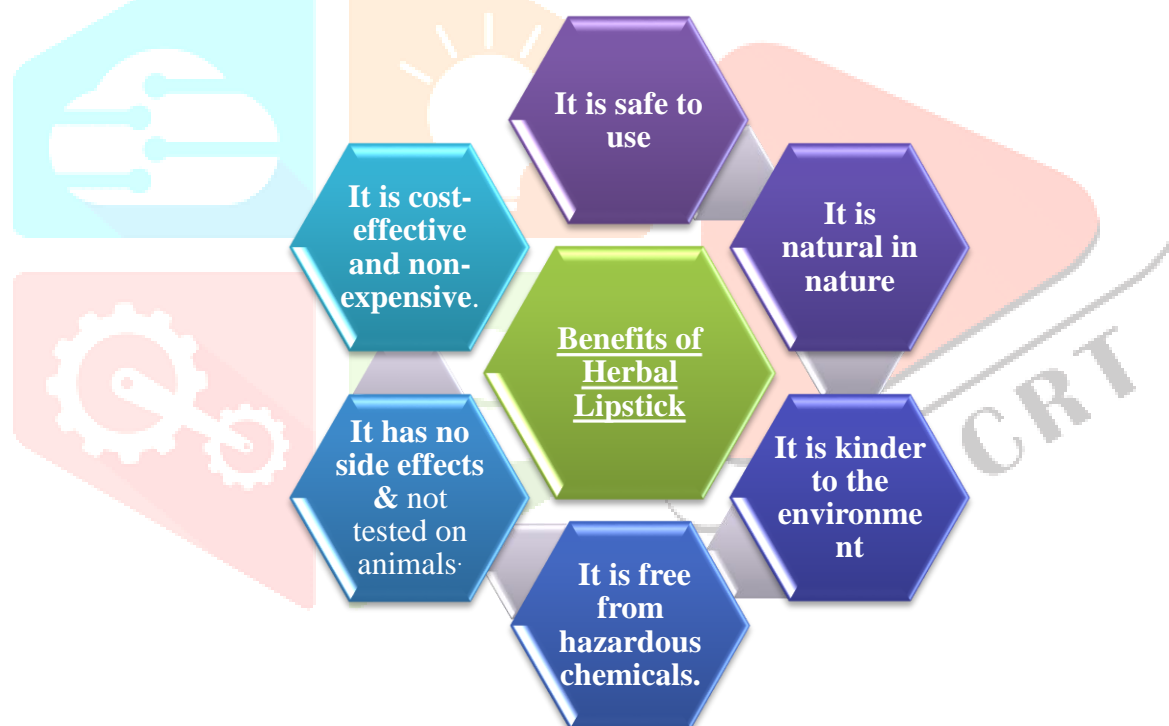 It is safe to
use
It is
natural in
nature
It is kinder
to the
environme
nt
It is free
from
hazardous
chemicals.
It has no
side effects
& not
tested on
animals.
It is cost-
effective
and non-
expensive.
Benefits of
Herbal
Lipstick
CRT